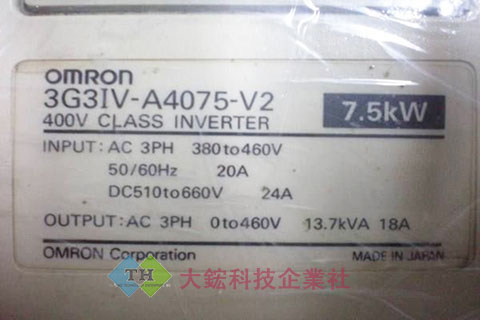 OMRON
3G3IV-A4075-V2
7.5kW
400V CLASS INVERTER
INPUT: AC 3PH 380to460V
50/60Hz 20A
DC510to660V 24A
OUTPUT: AC 3PH 0to460V 13.7kVA 18A
OMRON Corporation
MADE IN JAPAN
TH
大鋐科技企業社